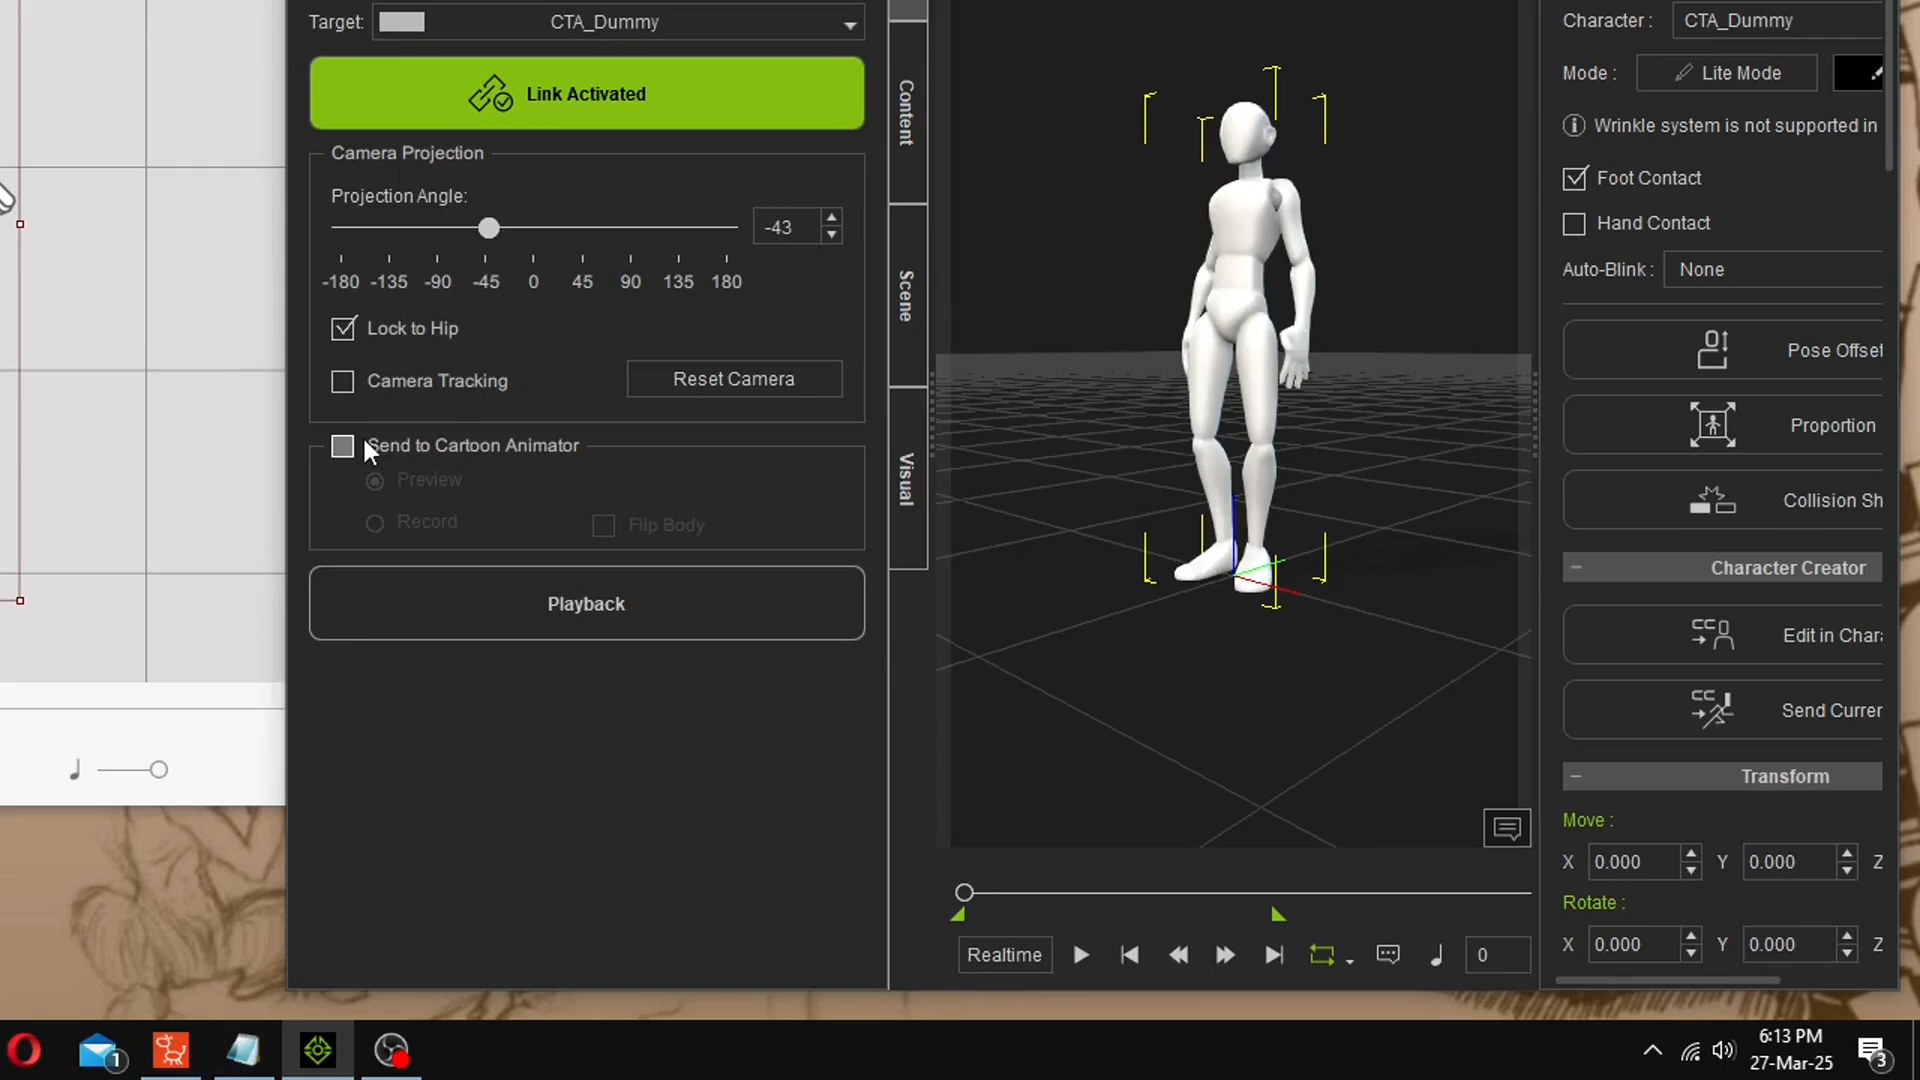 Target:
CTA_Dummy
Link Activated
Camera Projection
Projection Angle:
-43
-180 -135 -90 -45 0 45 90 135 180
Lock to Hip
Camera Tracking
Reset Camera
Send to Cartoon Animator
Preview
Record
Flip Body
Playback
Content
Scene
Visual
Realtime
0
Character :
CTA_Dummy
Mode :
Lite Mode
Wrinkle system is not supported in
Foot Contact
Hand Contact
Auto-Blink :
None
Pose Offset
Proportion
Collision Sh
Character Creator
Edit in Chara
Send Curren
Transform
Move :
X 0.000 Y 0.000 Z
Rotate :
X 0.000 Y 0.000 Z
1
6:13 PM
27-Mar-25
3